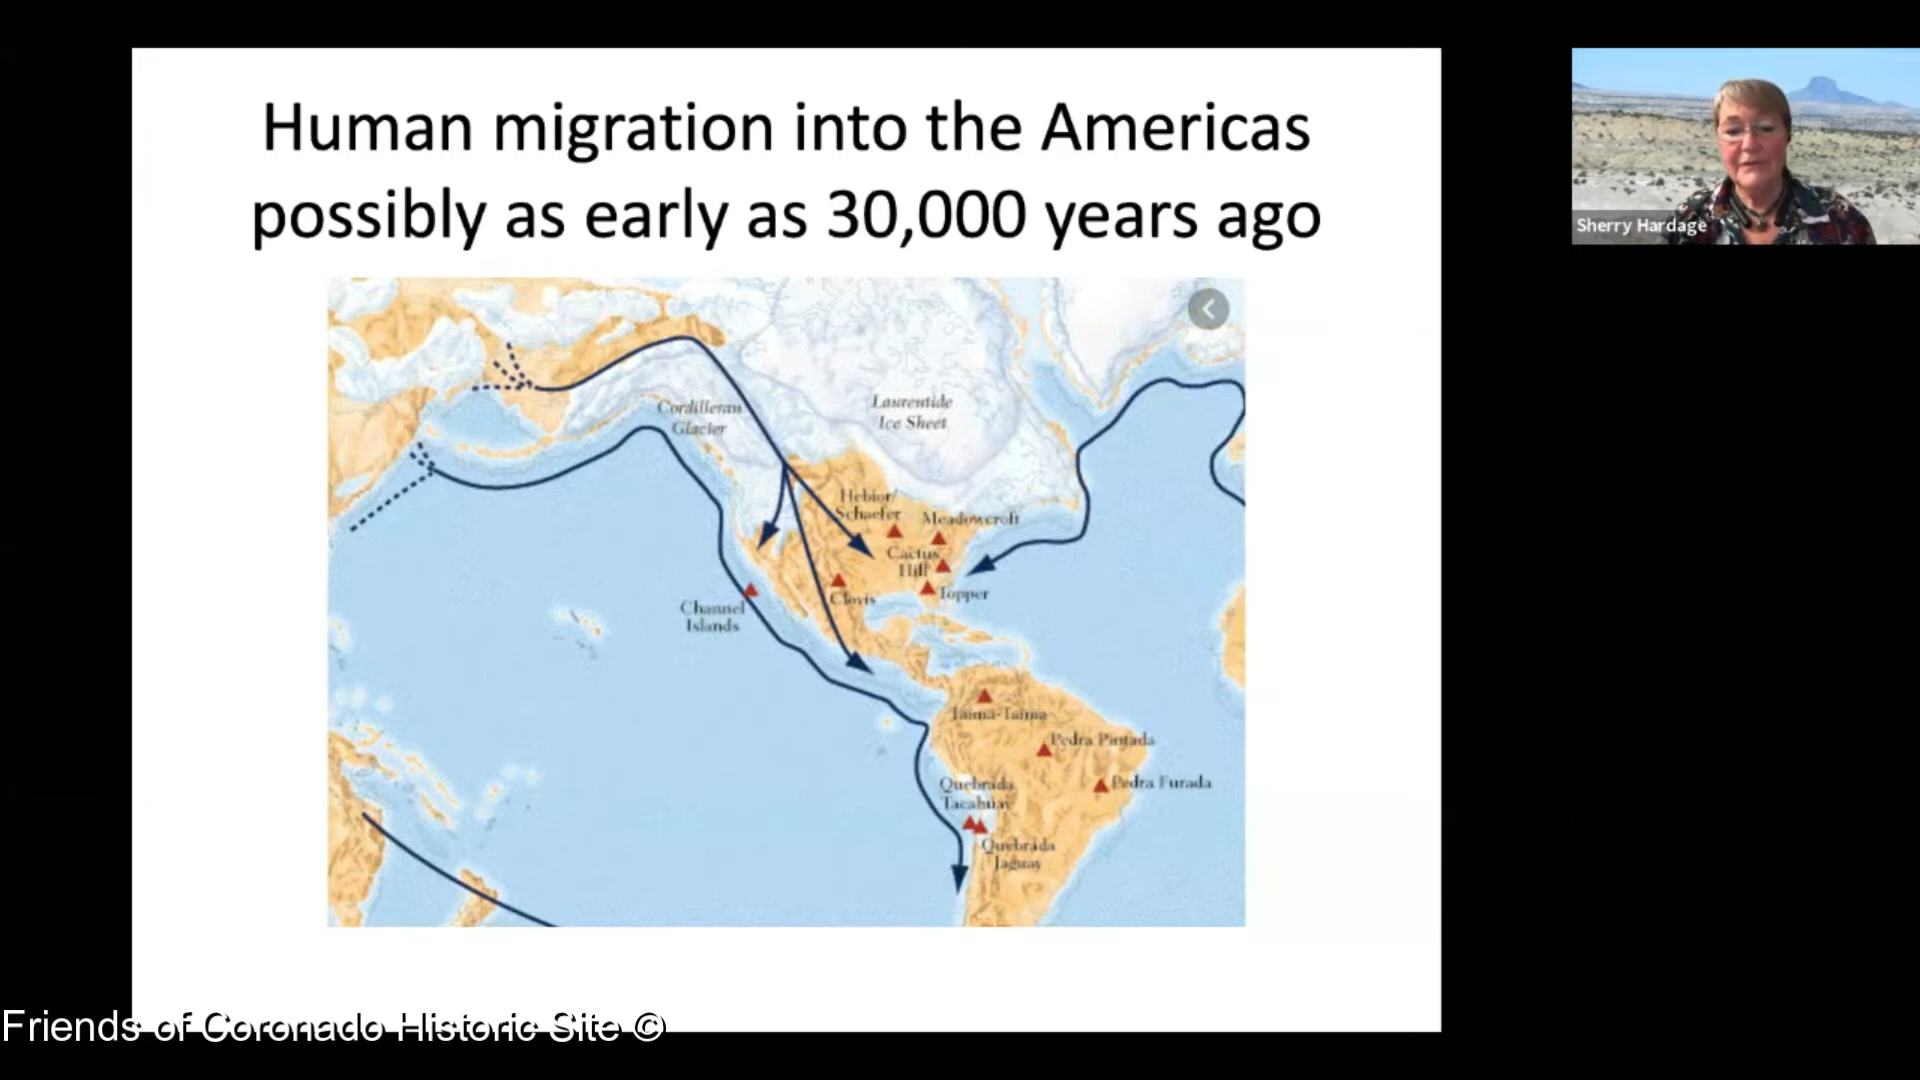 Human migration into the Americas
possibly as early as 30,000 years ago
Sherry Hardage
Cordilleran
Glacier
Laurentide
Ice Sheet
Hebior/
Schaefer
Meadowcroft
Cactus
Hill
Topper
Clovis
Channel
Islands
Taima-Taima
Pedra Pintada
Pedra Furada
Quebrada
Tacahuay
Quebrada
Jaguay
Friends of Coronado Historic Site ©